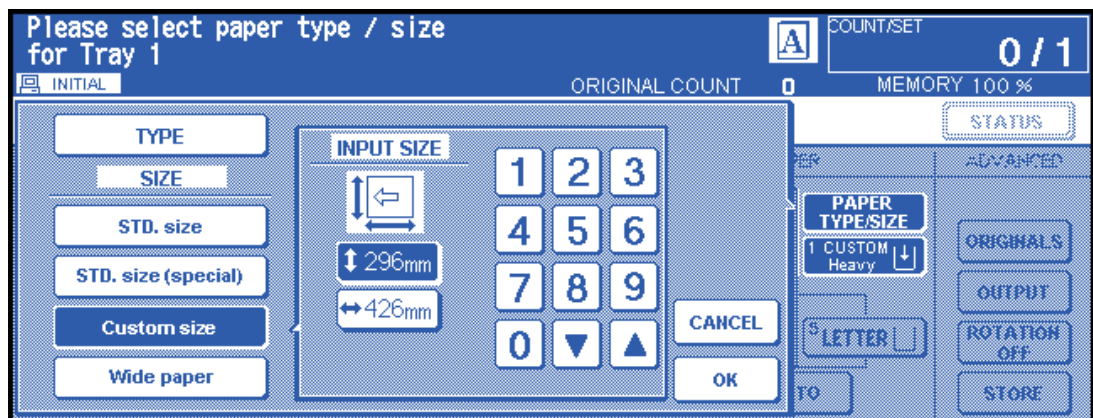 Please select paper type / size
for Tray 1
A
COUNT/SET
0 / 1
INITIAL
ORIGINAL COUNT 0
MEMORY 100 %
STATUS
TYPE
SIZE
STD. size
STD. size (special)
Custom size
Wide paper
INPUT SIZE
296mm
426mm
1 2 3
4 5 6
7 8 9
0
CANCEL
OK
PER
PAPER
TYPE/SIZE
1 CUSTOM
Heavy
5 LETTER
TO
ADVANCED
ORIGINALS
OUTPUT
ROTATION
OFF
STORE